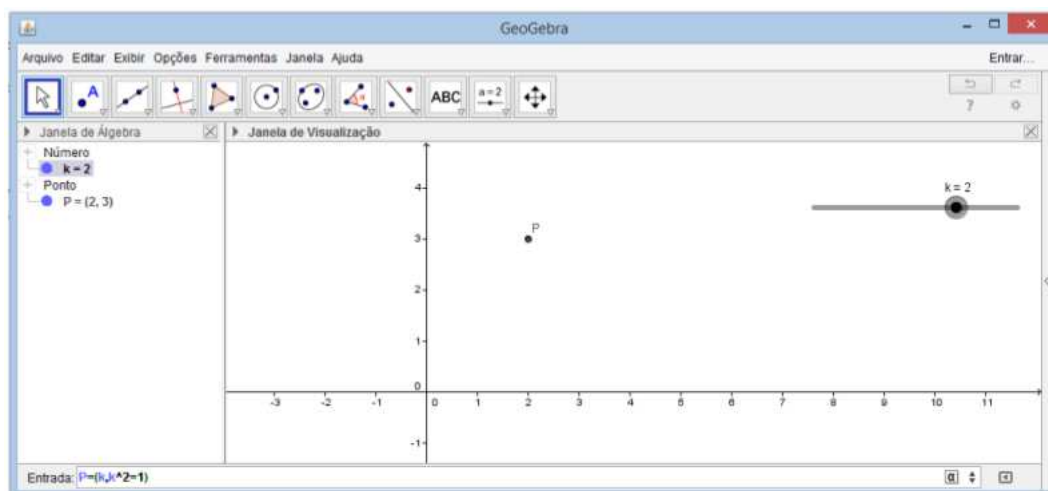 GeoGebra
Arquivo Editar Exibir Opções Ferramentas Janela Ajuda
Entrar...
A
α
ABC
a=2
?
Janela de Álgebra
Janela de Visualização
Número
k = 2
Ponto
P = (2, 3)
k = 2
P
4
3
2
1
0
-1
-3 -2 -1 0 1 2 3 4 5 6 7 8 9 10 11
Entrada: P=(k,k^2=1)
α